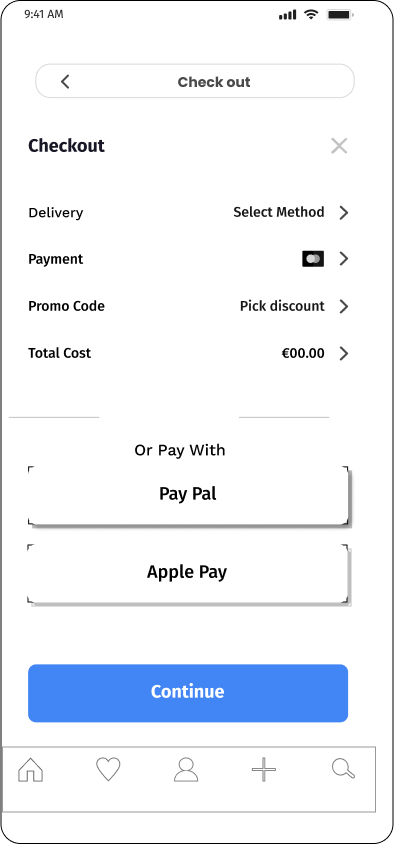 9:41 AM
Check out
Checkout
Delivery Select Method
Payment
Promo Code Pick discount
Total Cost €00.00
Or Pay With
Pay Pal
Apple Pay
Continue